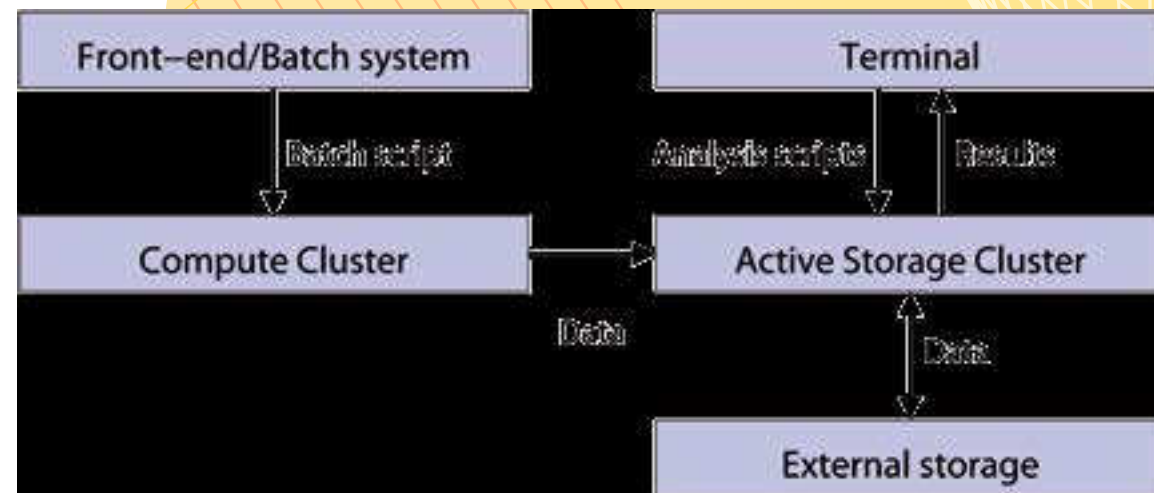 Front-end/Batch system
Terminal
Batch script
Analysis scripts
Results
Compute Cluster
Active Storage Cluster
Data
Data
External storage